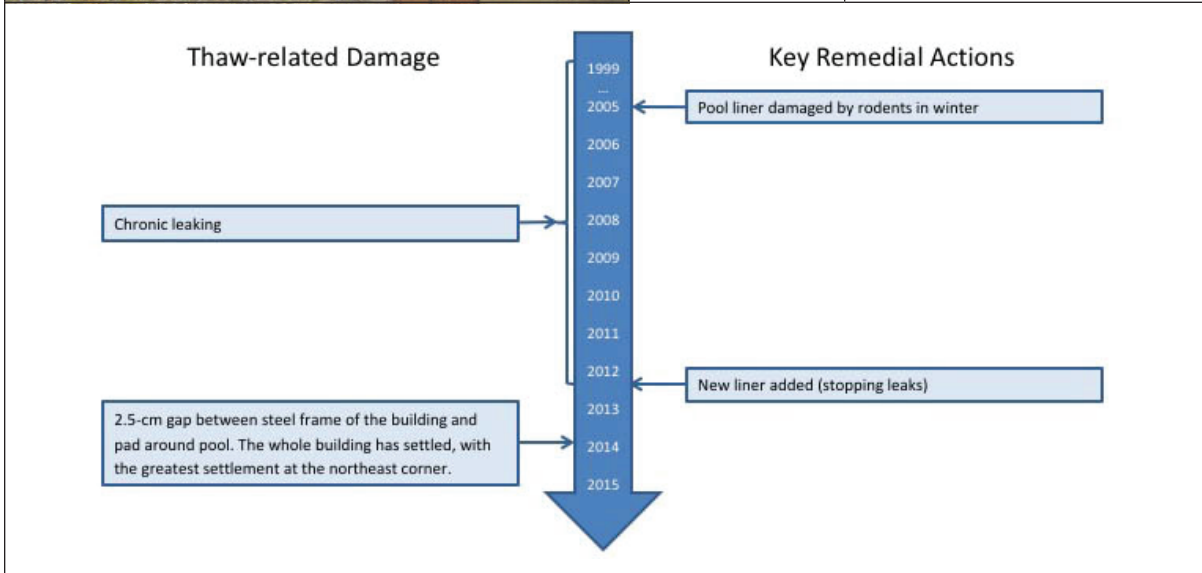 Thaw-related Damage
Key Remedial Actions
1999
...
2005
Pool liner damaged by rodents in winter
2006
2007
Chronic leaking
2008
2009
2010
2011
2012
New liner added (stopping leaks)
2013
2.5-cm gap between steel frame of the building and
pad around pool. The whole building has settled, with
the greatest settlement at the northeast corner.
2014
2015